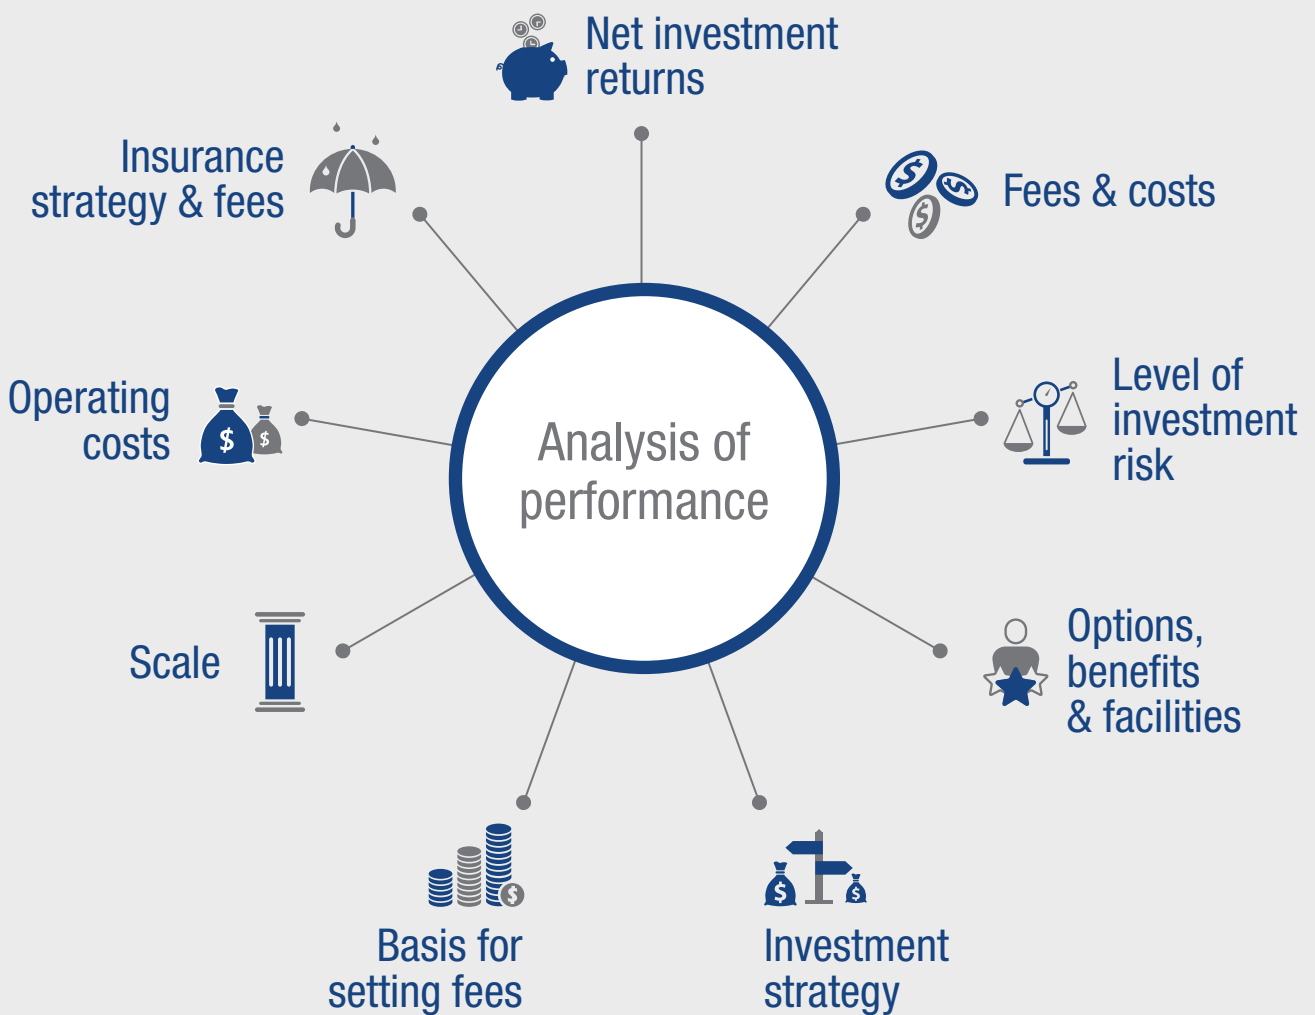 Net investment
returns
Fees & costs
Level of
investment
risk
Options,
benefits
& facilities
Investment
strategy
Basis for
setting fees
Scale
Operating
costs
Insurance
strategy & fees
Analysis of
performance